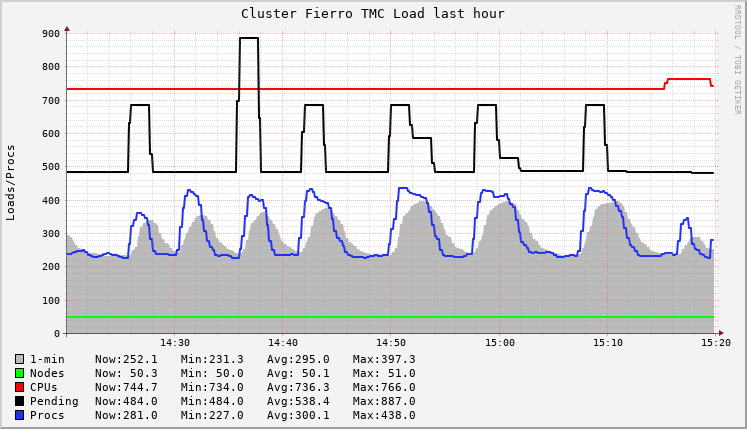 Cluster Fierro TMC Load last hour
RRDTOOL / TOBI OETIKER
Loads/Procs
900
800
700
600
500
400
300
200
100
0
14:30 14:40 14:50 15:00 15:10 15:20
1-min Now:252.1 Min:231.3 Avg:295.0 Max:397.3
Nodes Now: 50.3 Min: 50.0 Avg: 50.1 Max: 51.0
CPUs Now:744.7 Min:734.0 Avg:736.3 Max:766.0
Pending Now:484.0 Min:484.0 Avg:538.4 Max:887.0
Procs Now:281.0 Min:227.0 Avg:300.1 Max:438.0